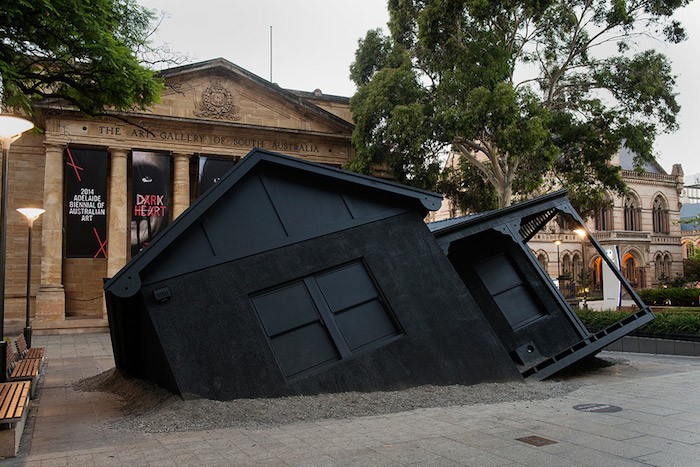 THE ART GALLERY OF SOUTH AUSTRALIA
2014
ADELAIDE
BIENNIAL
OF
AUSTRALIAN
ART
DARK
HEART